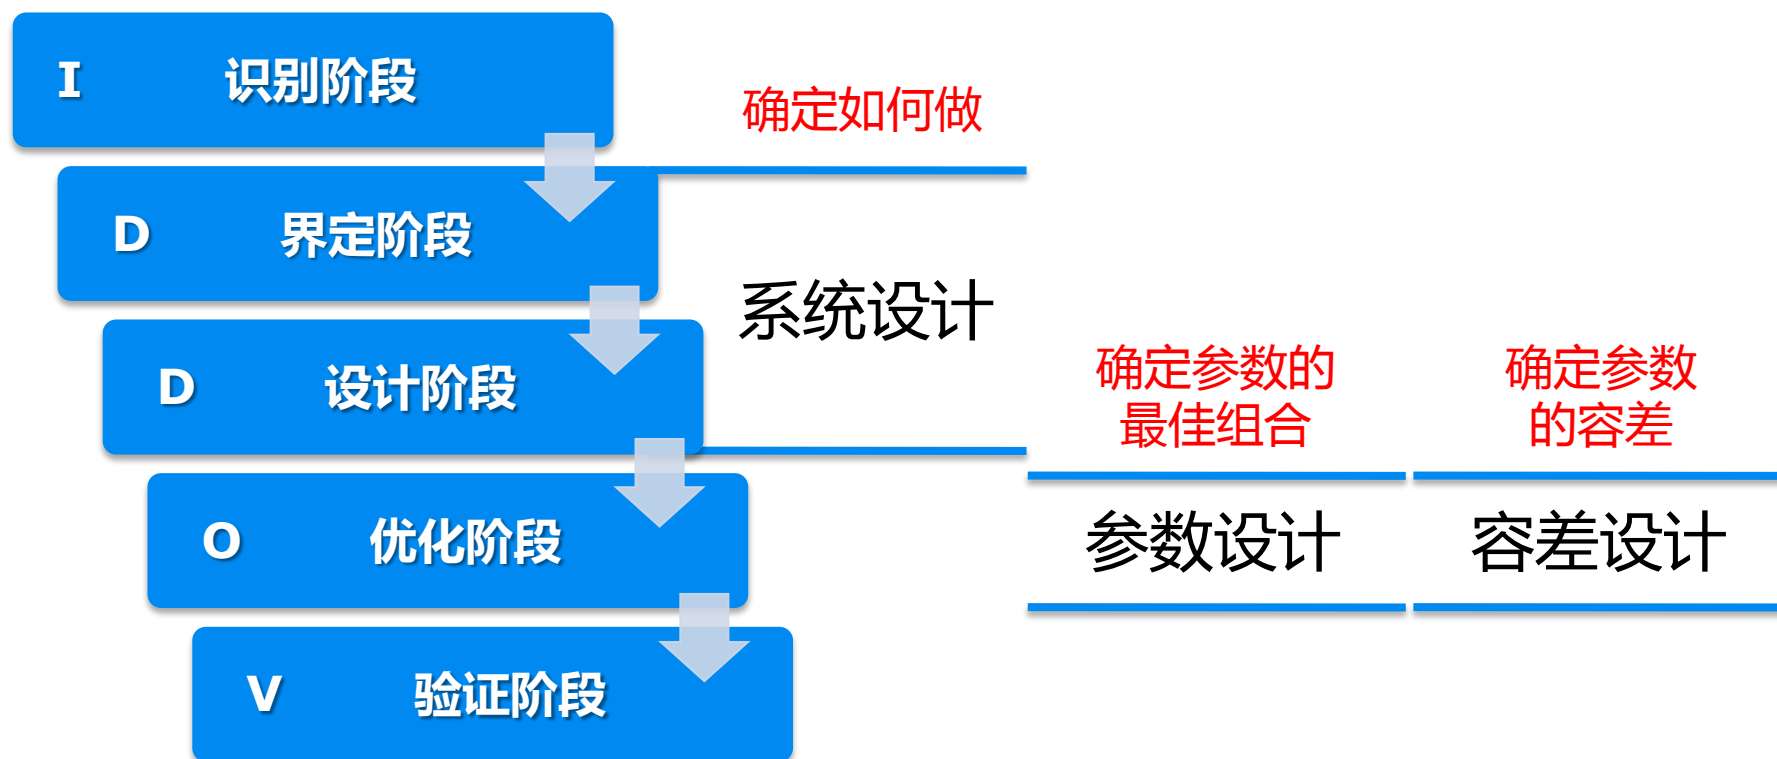 I 识别阶段
确定如何做
D 界定阶段
系统设计
D 设计阶段
确定参数的
最佳组合
确定参数
的容差
O 优化阶段
参数设计
容差设计
V 验证阶段